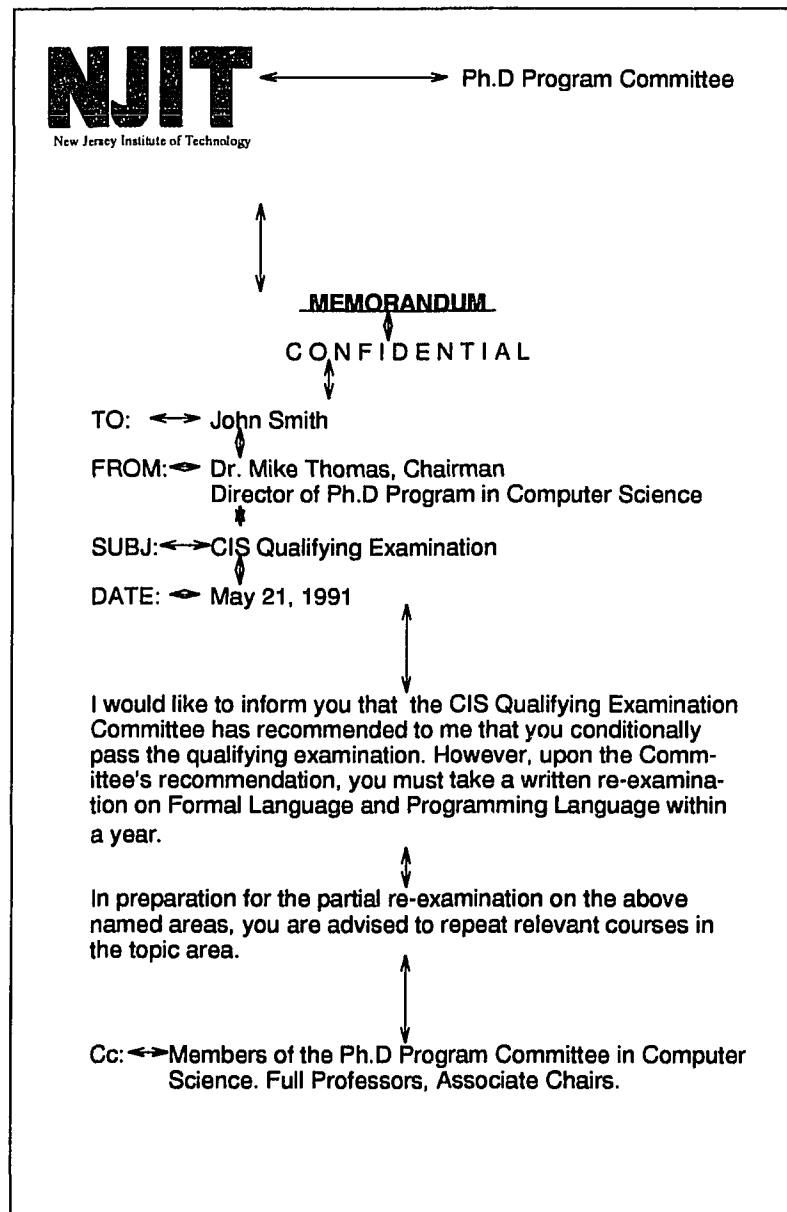 NJIT Ph.D Program Committee
New Jersey Institute of Technology
MEMORANDUM
CONFIDENTIAL
TO: John Smith
FROM: Dr. Mike Thomas, Chairman
Director of Ph.D Program in Computer Science
SUBJ: CIS Qualifying Examination
DATE: May 21, 1991
I would like to inform you that the CIS Qualifying Examination
Committee has recommended to me that you conditionally
pass the qualifying examination. However, upon the Comm-
ittee's recommendation, you must take a written re-examina-
tion on Formal Language and Programming Language within
a year.
In preparation for the partial re-examination on the above
named areas, you are advised to repeat relevant courses in
the topic area.
Cc: Members of the Ph.D Program Committee in Computer
Science. Full Professors, Associate Chairs.